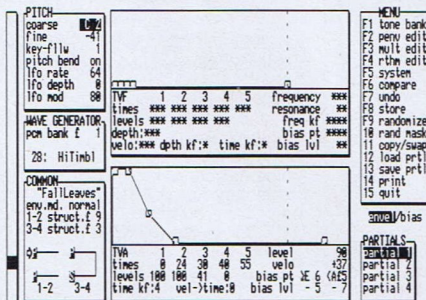 PITCH
coarse C 2
fine -41
key-fllw 1
pitch bend on
lfo rate 64
lfo depth 0
lfo mod 80
WAVE GENERATOR
pcm bank £ 1
28: HiTimb1
COMMON
"FallLeaves"
env.md. normal
1-2 struct.£ 9
3-4 struct.£ 3
1-2 3-4
TVF 1 2 3 4 5 frequency ***
times *** *** *** *** *** resonance **
levels *** *** *** *** freq kf ****
depth:*** bias pt ****
velo:*** dpth kf:* time kf:* bias lvl **
TVA 1 2 3 4 5 level 90
times 0 24 30 40 55 velo +37
levels 100 100 41 0 bias pt
time kf:4 vel->time:0 bias lvl - 5 - 7
MENU
F1 tone bank
F2 penv edit
F3 mult edit
F4 rthm edit
F5 system
F6 compare
F7 undo
F8 store
F9 randomize
10 rand mask
11 copy/swap
12 load prtl
13 save prtl
14 print
15 quit
envel/bias
PARTIALS
partial 1
partial 2
partial 3
partial 4